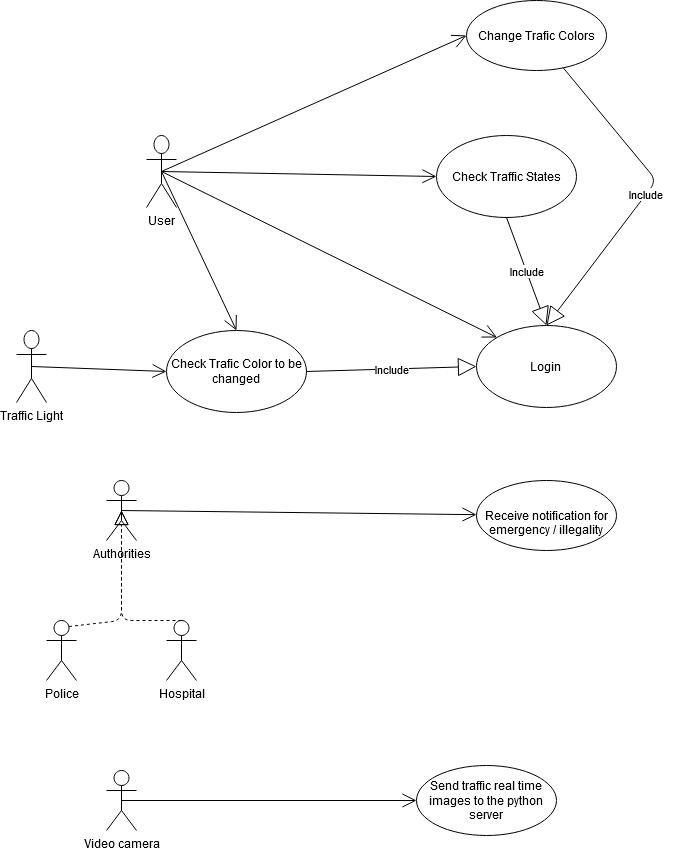 Change Trafic Colors
Check Traffic States
Include
User
Include
Check Trafic Color to be
changed
Include
Login
Traffic Light
Authorities
Receive notification for
emergency / illegality
Police
Hospital
Video camera
Send traffic real time
images to the python
server